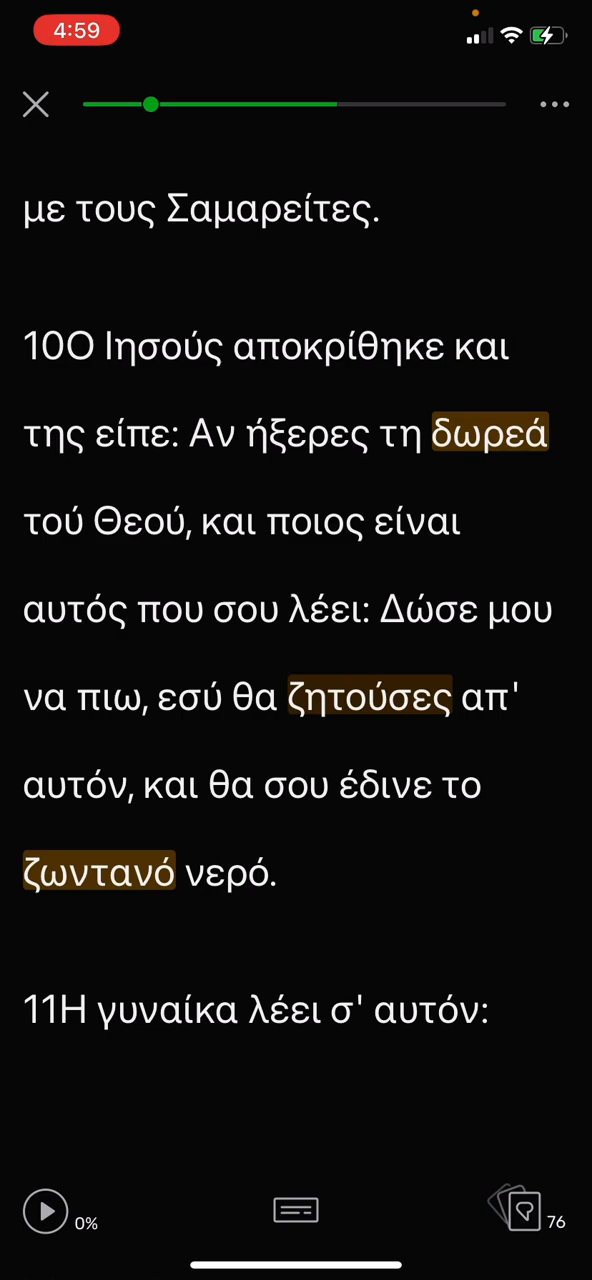 4:59
με τους Σαμαρείτες.
10Ο Ιησούς αποκρίθηκε και
της είπε: Αν ήξερες τη δωρεά
τού Θεού, και ποιος είναι
αυτός που σου λέει: Δώσε μου
να πιω, εσύ θα ζητούσες απ'
αυτόν, και θα σου έδινε το
ζωντανό νερό.
11Η γυναίκα λέει σ' αυτόν:
0%
76